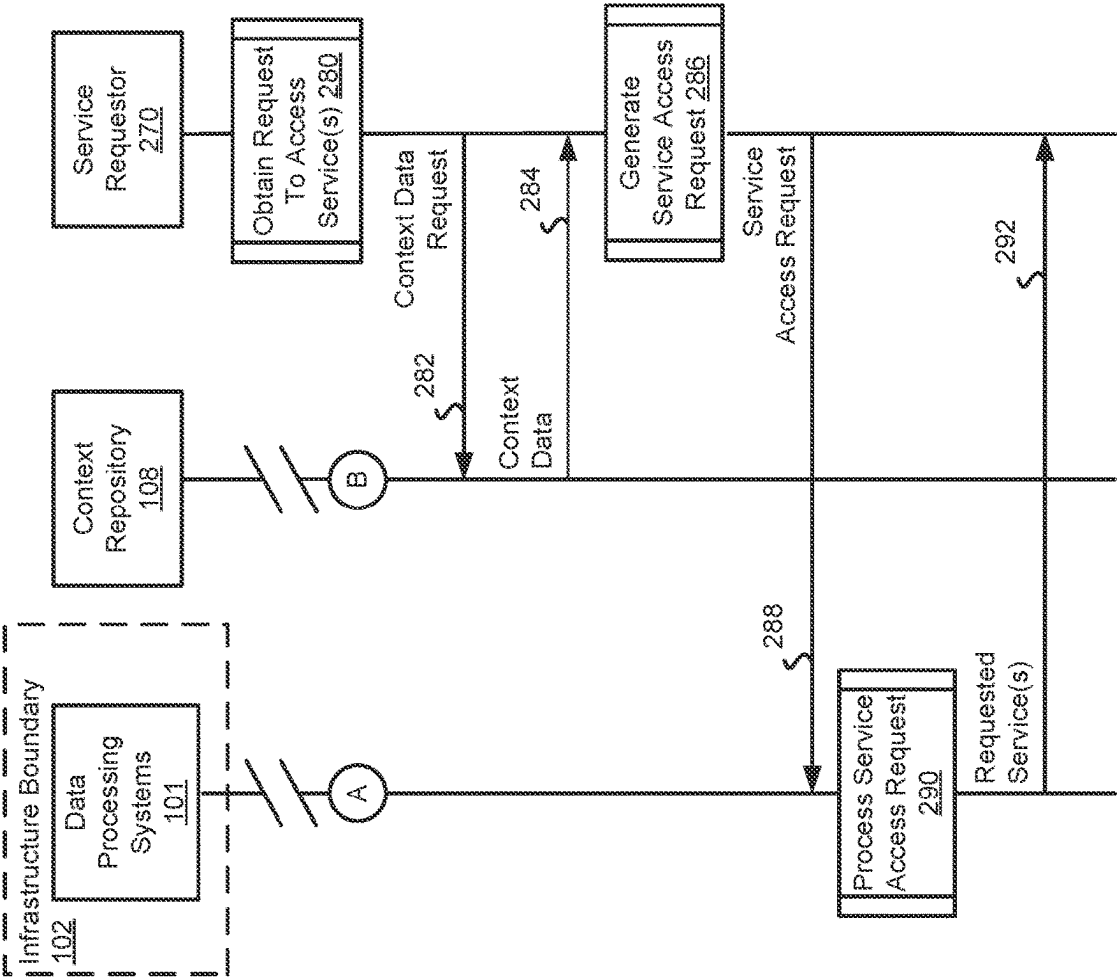 Infrastructure Boundary
102
Data
Processing
Systems
101
Context
Repository
108
Service
Requestor
270
Obtain Request
To Access
Service(s) 280
Context Data
Request
282
Context
Data
284
Generate
Service Access
Request 286
Service
Access Request
288
Process Service
Access Request
290
Requested
Service(s)
292
A
B